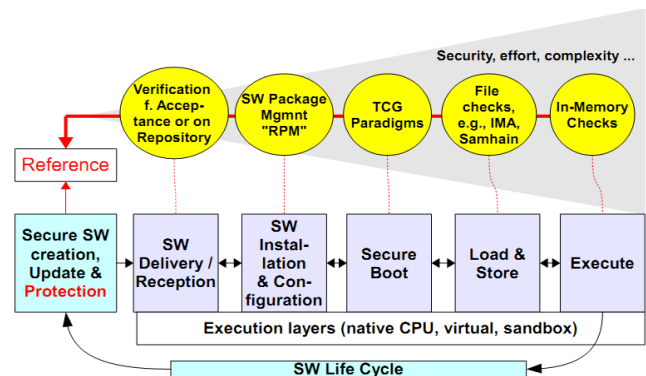 Security, effort, complexity ...
Verification
f. Accep-
tance or on
Repository
SW Package
Mgmnt
"RPM"
TCG
Paradigms
File
checks,
e.g., IMA,
Samhain
In-Memory
Checks
Reference
Secure SW
creation,
Update &
Protection
SW
Delivery /
Reception
SW
Instal-
lation
& Con-
figuration
Secure
Boot
Load &
Store
Execute
Execution layers (native CPU, virtual, sandbox)
SW Life Cycle